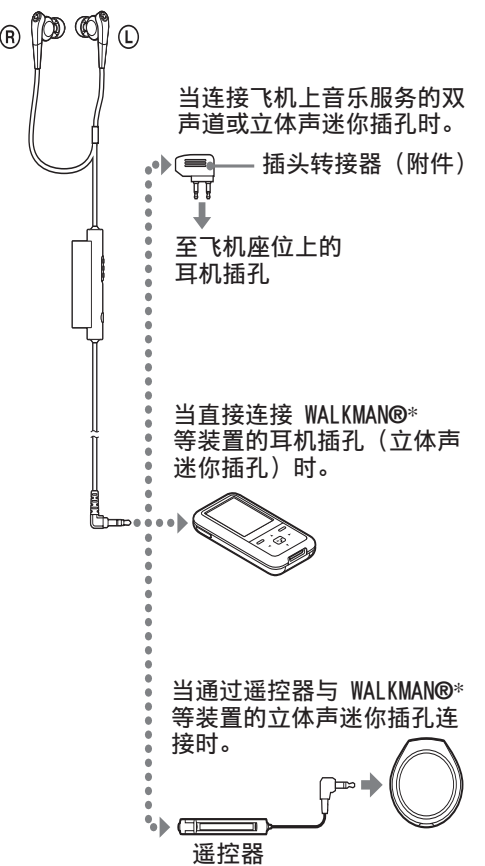 R L
当连接飞机上音乐服务的双
声道或立体声迷你插孔时。
插头转接器（附件）
至飞机座位上的
耳机插孔
当直接连接 WALKMAN®*
等装置的耳机插孔（立体声
迷你插孔）时。
当通过遥控器与 WALKMAN®*
等装置的立体声迷你插孔连
接时。
遥控器